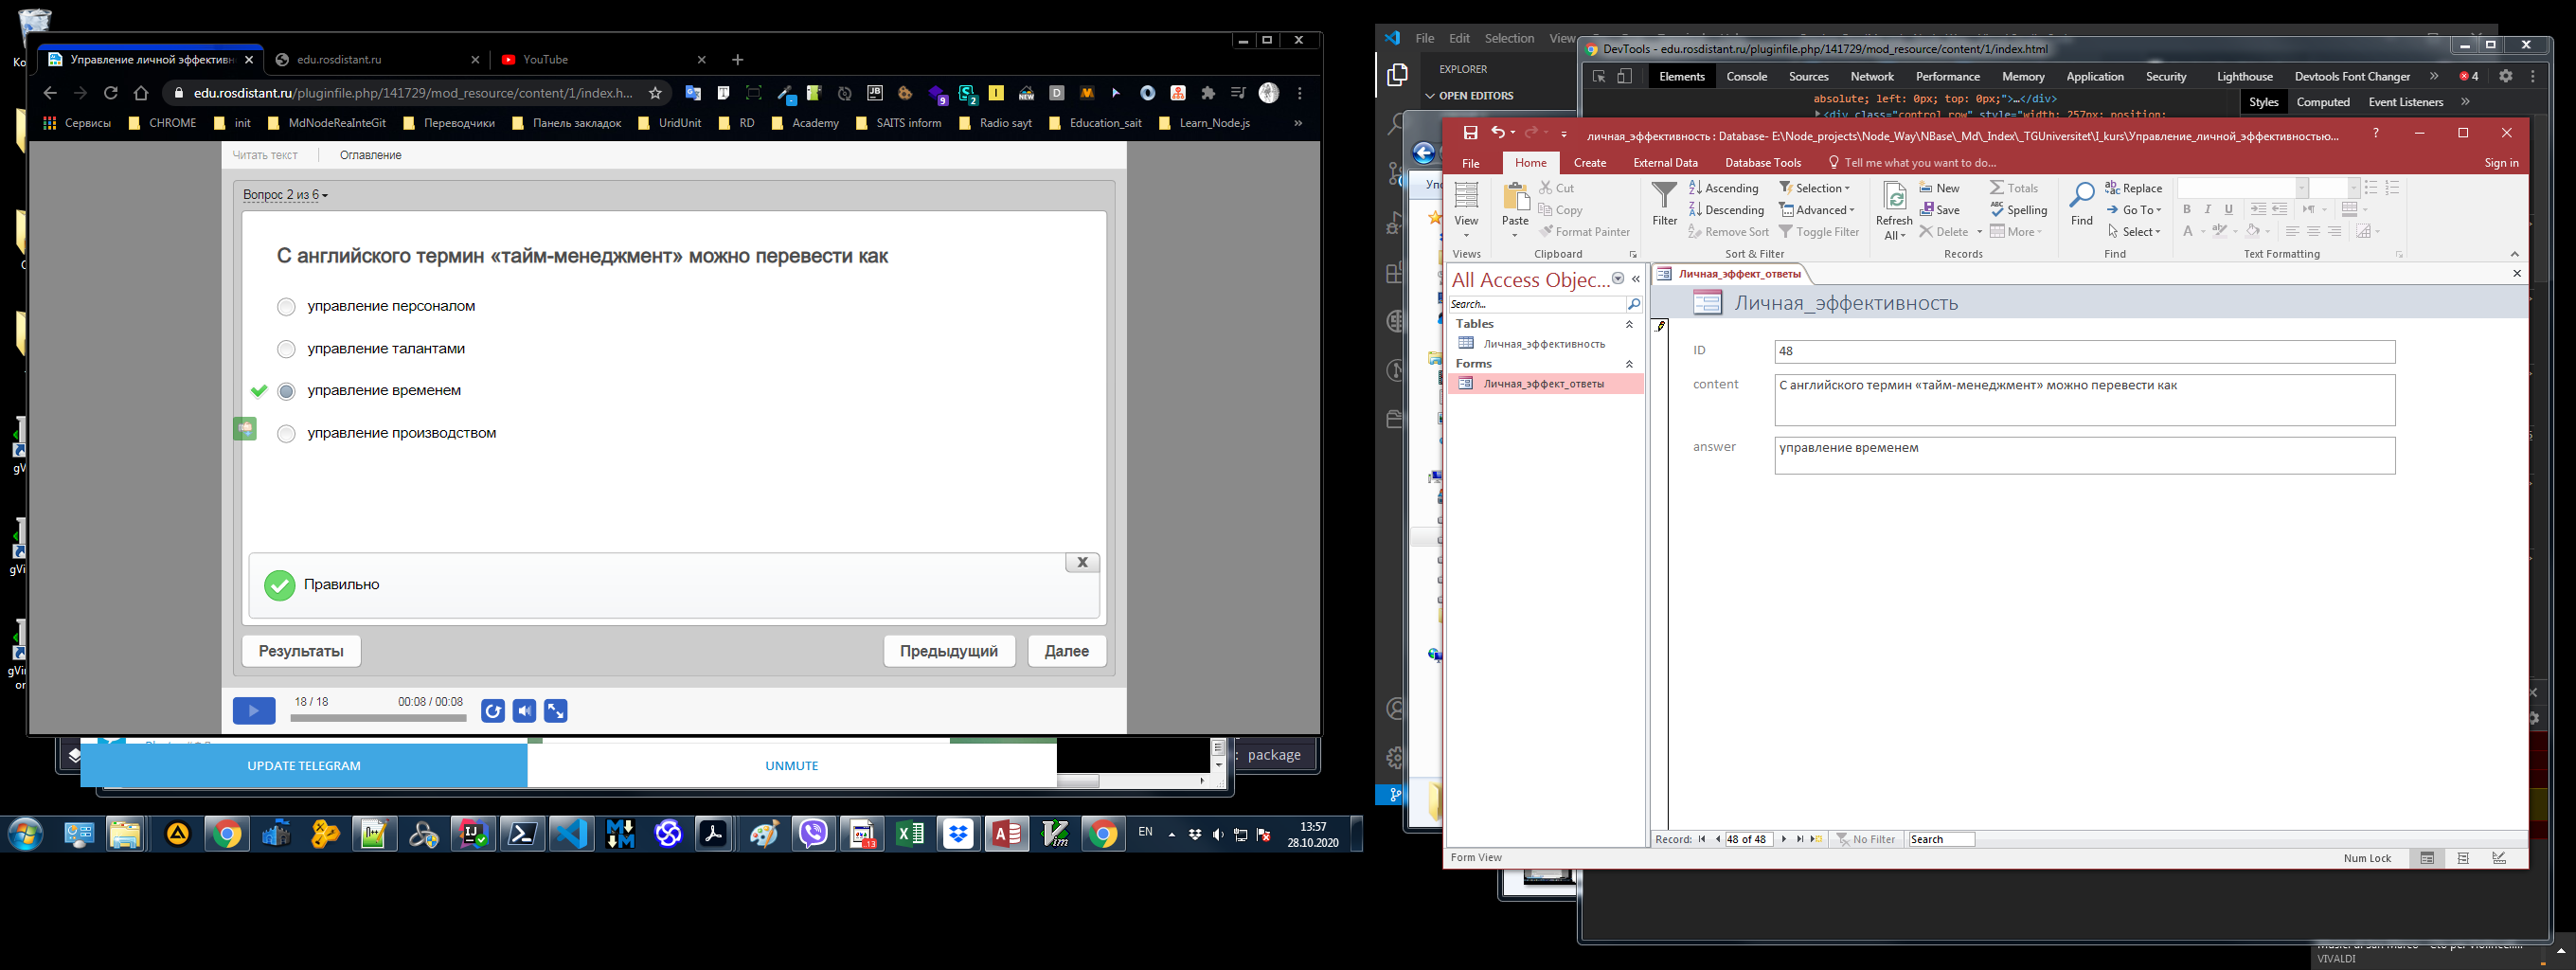 Управление личной эффектив
edu.rosdistant.ru
YouTube
edu.rosdistant.ru/pluginfile.php/141729/mod_resource/content/1/index.h...
Сервисы
CHROME
init
MdNodeReaInteGit
Переводчики
Панель закладок
UridUnit
RD
Academy
SAITS inform
Radio sayt
Education_sait
Learn_Node.js
Читать текст
Оглавление
Вопрос 2 из 6
С английского термин «тайм-менеджмент» можно перевести как
управление персоналом
управление талантами
управление временем
управление производством
Правильно
X
Результаты
Предыдущий
Далее
18 / 18
00:08 / 00:08
UPDATE TELEGRAM
UNMUTE
: package
EN
13:57
28.10.2020
File
Edit
Selection
View
EXPLORER
OPEN EDITORS
DevTools - edu.rosdistant.ru/pluginfile.php/141729/mod_resource/content/1/index.html
Elements
Console
Sources
Network
Performance
Memory
Application
Security
Lighthouse
Devtools Font Changer
4
absolute; left: 0px; top: 0px;">…</div>
<div class="control row" style="width: 257px; position:
Styles
Computed
Event Listeners
личная_эффективность : Database- E:\Node_projects\Node_Way\NBase\_Md\_Index\_TGUniversitet\I_kurs\Управление_личной_эффективностью...
File
Home
Create
External Data
Database Tools
Tell me what you want to do...
Sign in
View
Views
Paste
Cut
Copy
Format Painter
Clipboard
Filter
Ascending
Descending
Remove Sort
Selection
Advanced
Toggle Filter
Sort & Filter
Refresh All
New
Save
Delete
Totals
Spelling
More
Records
Find
Replace
Go To
Select
Find
B I U
A
Text Formatting
All Access Objec...
Search...
Tables
Личная_эффективность
Forms
Личная_эффект_ответы
Личная_эффект_ответы
Личная_эффективность
ID
48
content
С английского термин «тайм-менеджмент» можно перевести как
answer
управление временем
Record:
48 of 48
No Filter
Search
Form View
Num Lock
VIVALDI